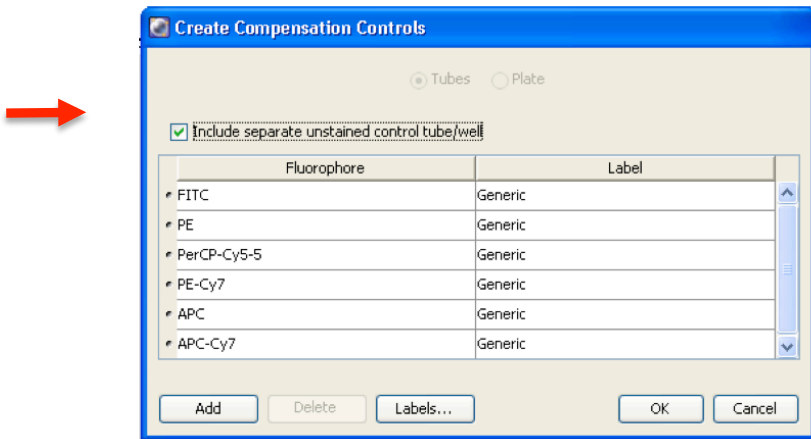 Create Compensation Controls
Tubes Plate
Include separate unstained control tube/well
Fluorophore Label
FITC Generic
PE Generic
PerCP-Cy5-5 Generic
PE-Cy7 Generic
APC Generic
APC-Cy7 Generic
Add Delete Labels... OK Cancel